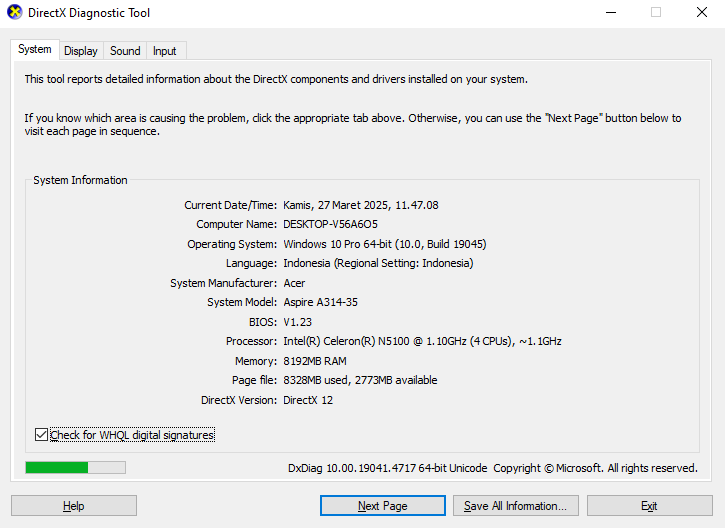 DirectX Diagnostic Tool
System Display Sound Input
This tool reports detailed information about the DirectX components and drivers installed on your system.
If you know which area is causing the problem, click the appropriate tab above. Otherwise, you can use the "Next Page" button below to
visit each page in sequence.
System Information
Current Date/Time: Kamis, 27 Maret 2025, 11.47.08
Computer Name: DESKTOP-V56A6O5
Operating System: Windows 10 Pro 64-bit (10.0, Build 19045)
Language: Indonesia (Regional Setting: Indonesia)
System Manufacturer: Acer
System Model: Aspire A314-35
BIOS: V1.23
Processor: Intel(R) Celeron(R) N5100 @ 1.10GHz (4 CPUs), ~1.1GHz
Memory: 8192MB RAM
Page file: 8328MB used, 2773MB available
DirectX Version: DirectX 12
Check for WHQL digital signatures
DxDiag 10.00.19041.4717 64-bit Unicode Copyright © Microsoft. All rights reserved.
Help Next Page Save All Information... Exit